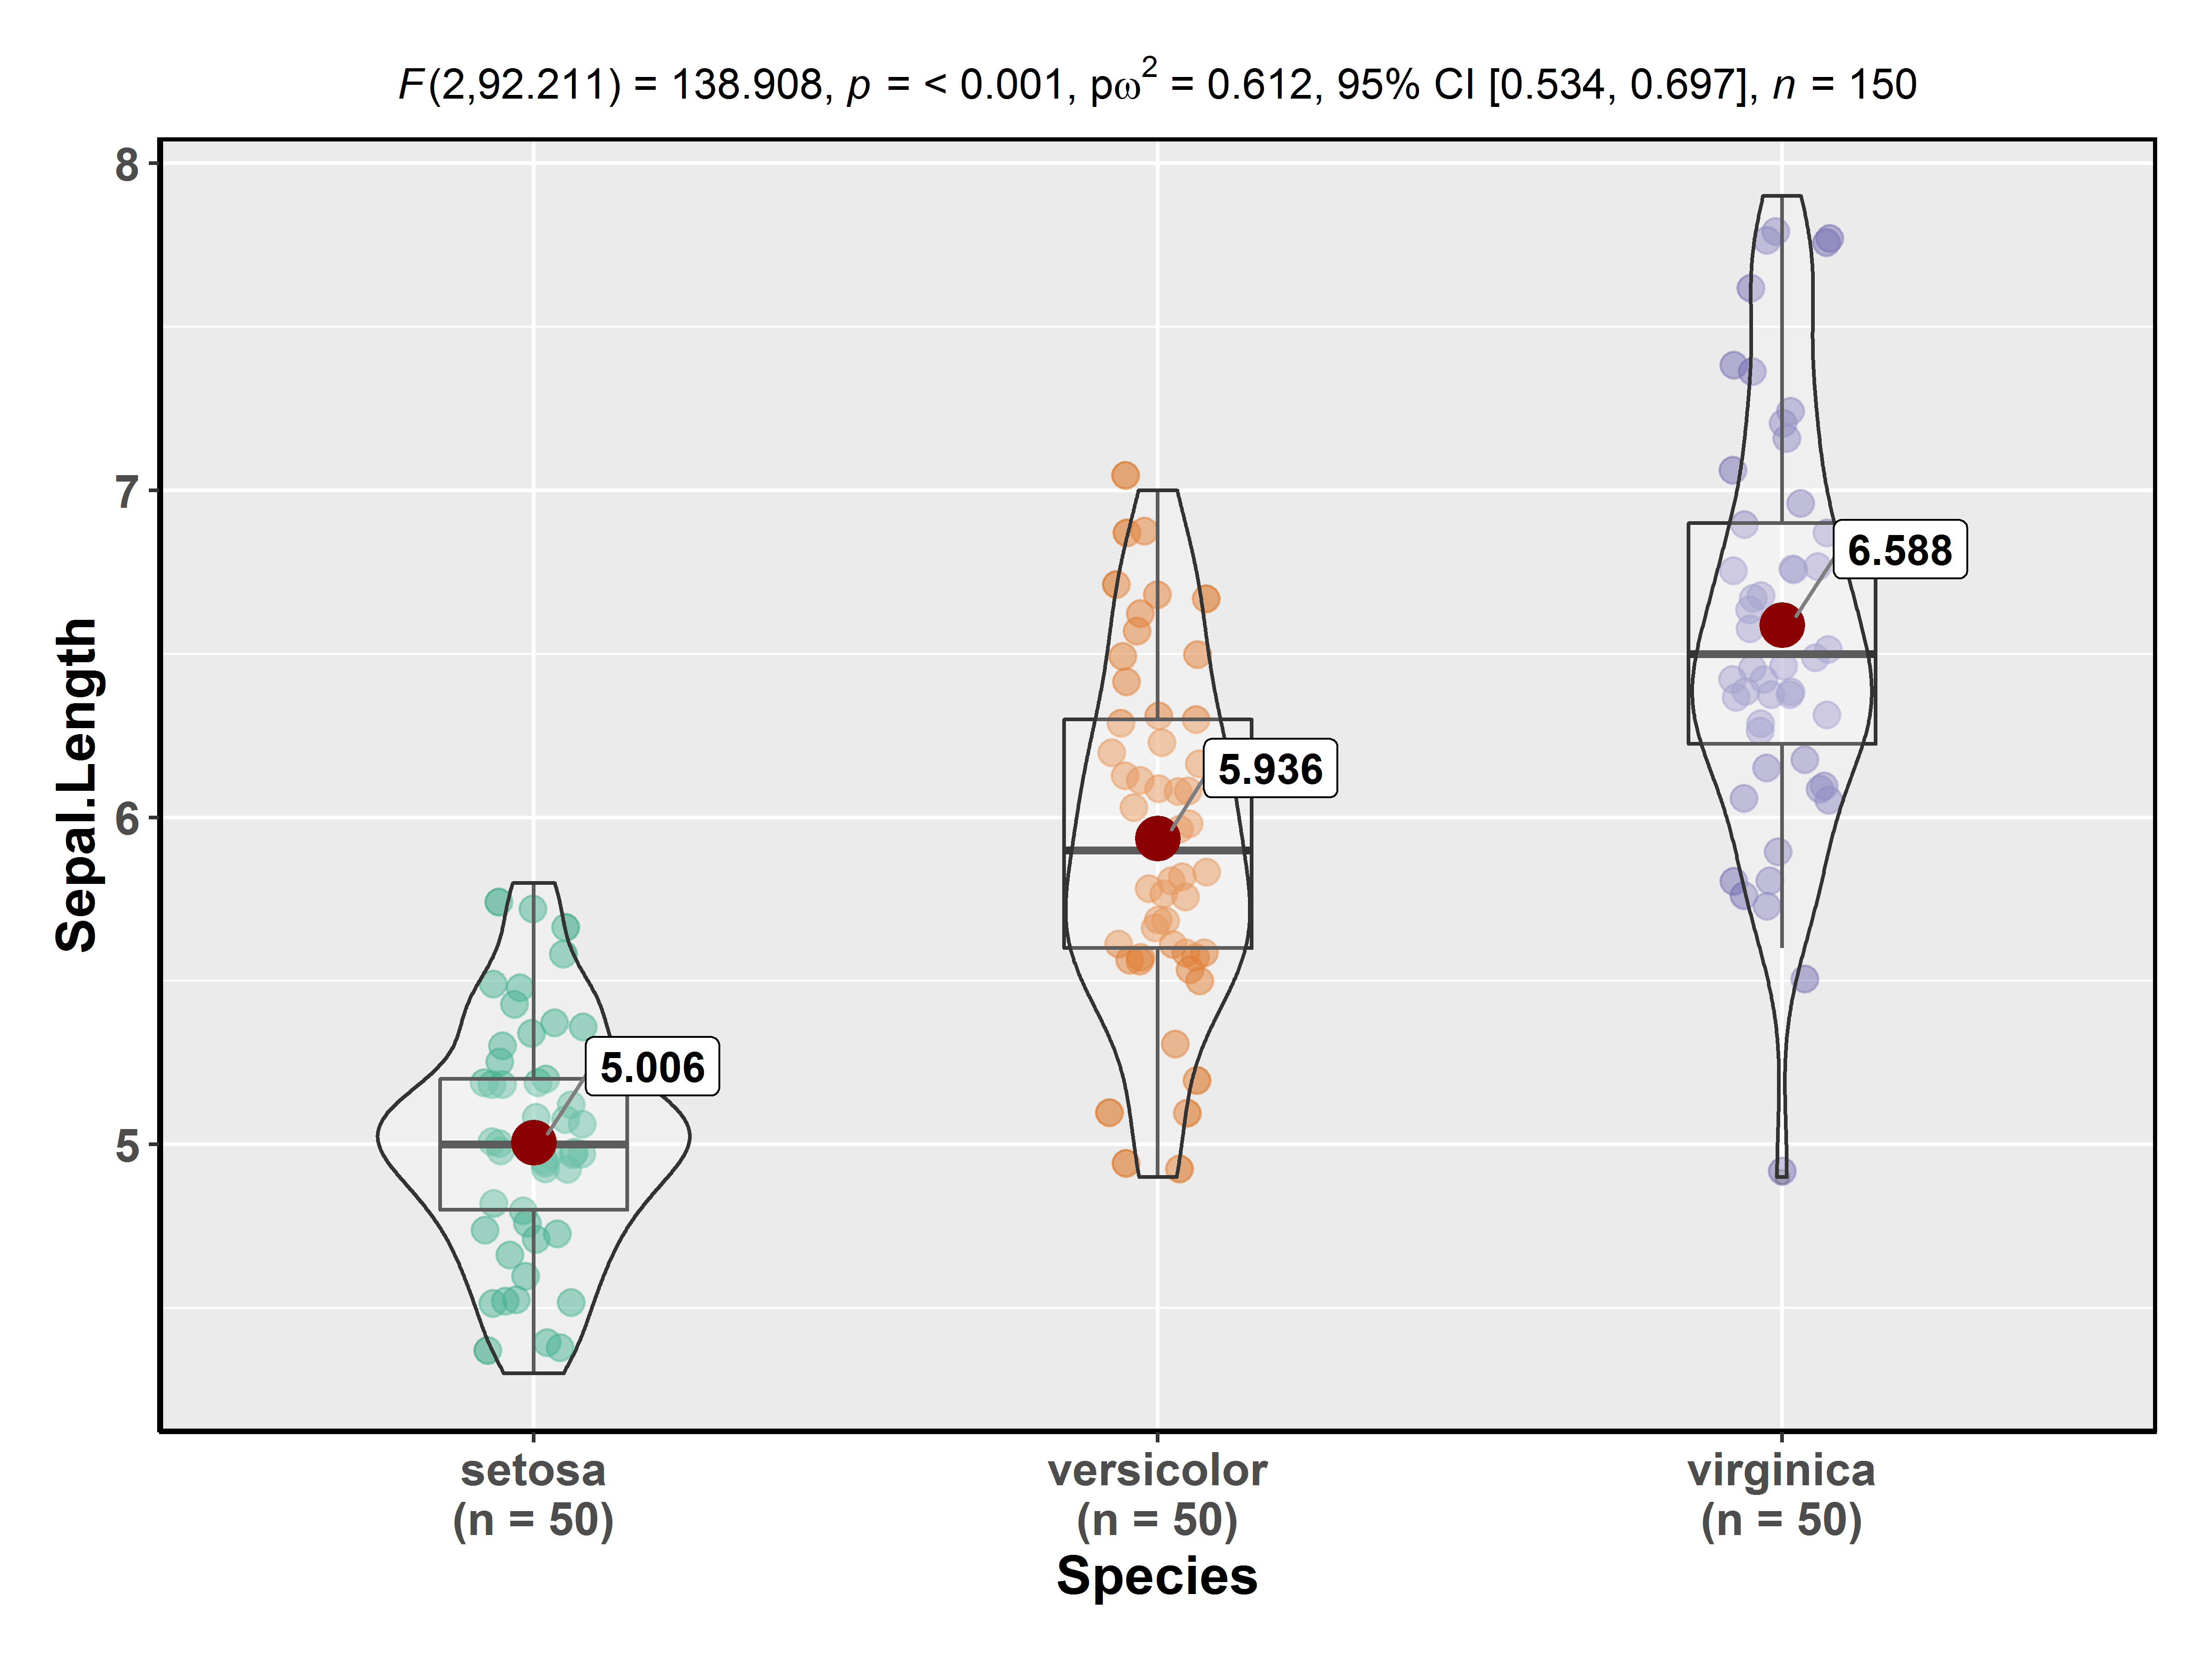 F(2,92.211) = 138.908, p = < 0.001, pω² = 0.612, 95% CI [0.534, 0.697], n = 150
8
7
6
5
Sepal.Length
6.588
5.936
5.006
setosa
(n = 50)
versicolor
(n = 50)
virginica
(n = 50)
Species